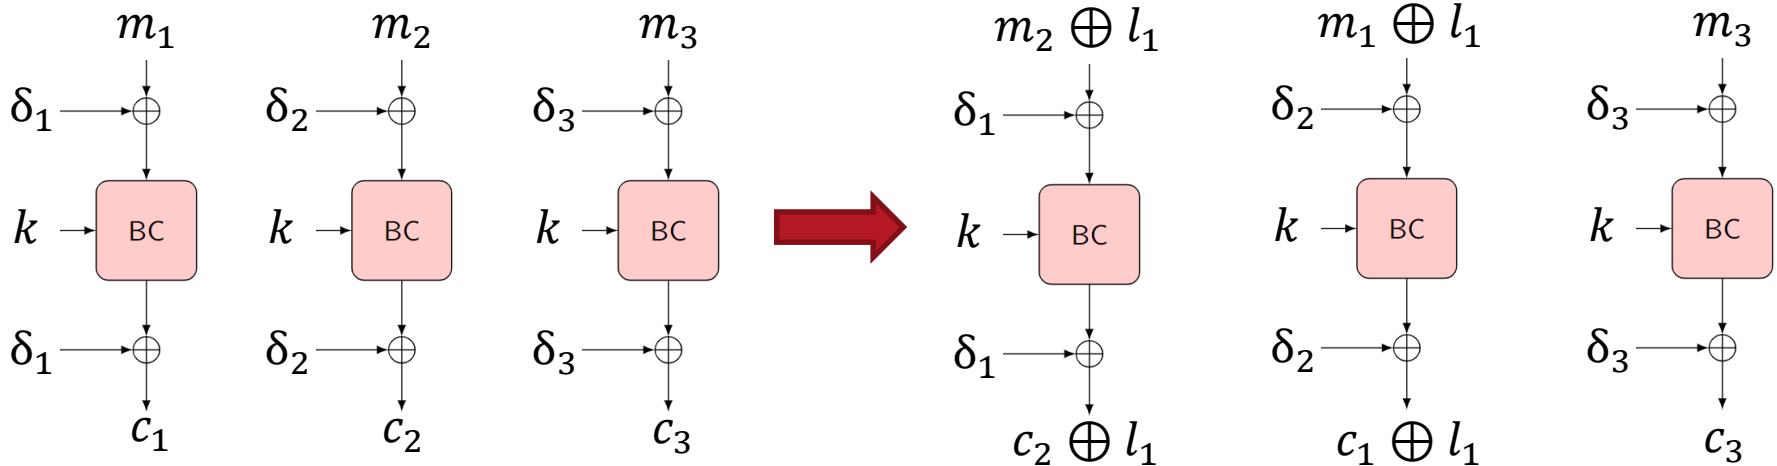 m₁ m₂ m₃ m₂ ⊕ l₁ m₁ ⊕ l₁ m₃
δ₁ δ₂ δ₃ δ₁ δ₂ δ₃
k BC k BC k BC k BC k BC k BC
δ₁ δ₂ δ₃ δ₁ δ₂ δ₃
c₁ c₂ c₃ c₂ ⊕ l₁ c₁ ⊕ l₁ c₃